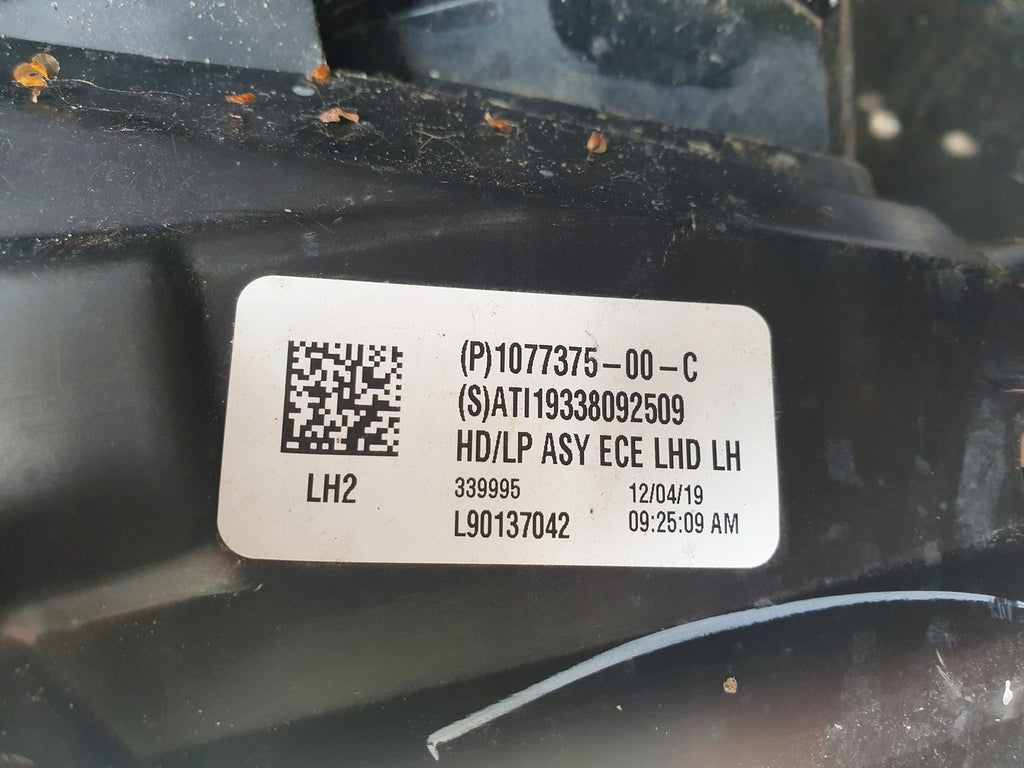 (P)1077375-00-C
(S)ATI19338092509
HD/LP ASY ECE LHD LH
LH2
339995 12/04/19
L90137042 09:25:09 AM